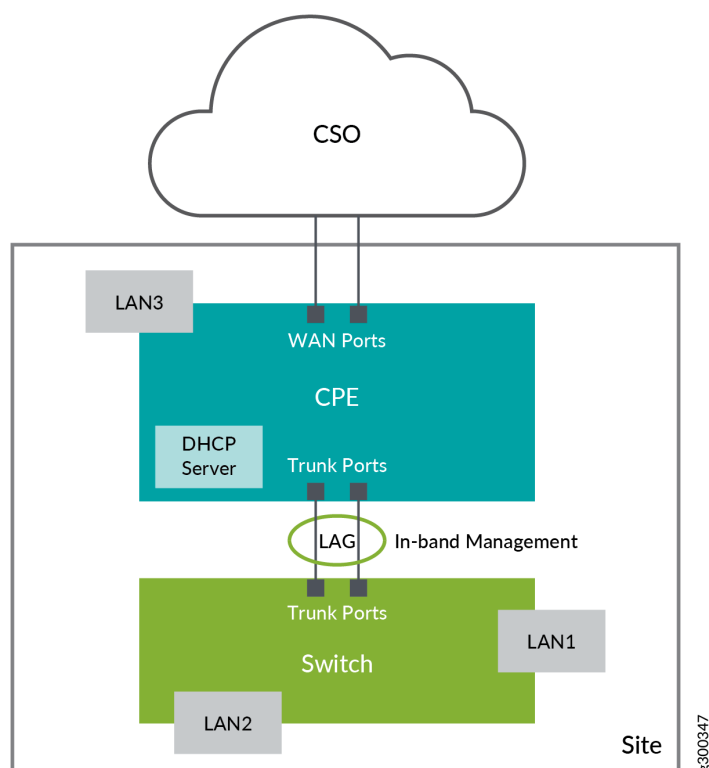 CSO
LAN3
WAN Ports
CPE
DHCP
Server
Trunk Ports
LAG
In-band Management
Trunk Ports
Switch
LAN1
LAN2
Site